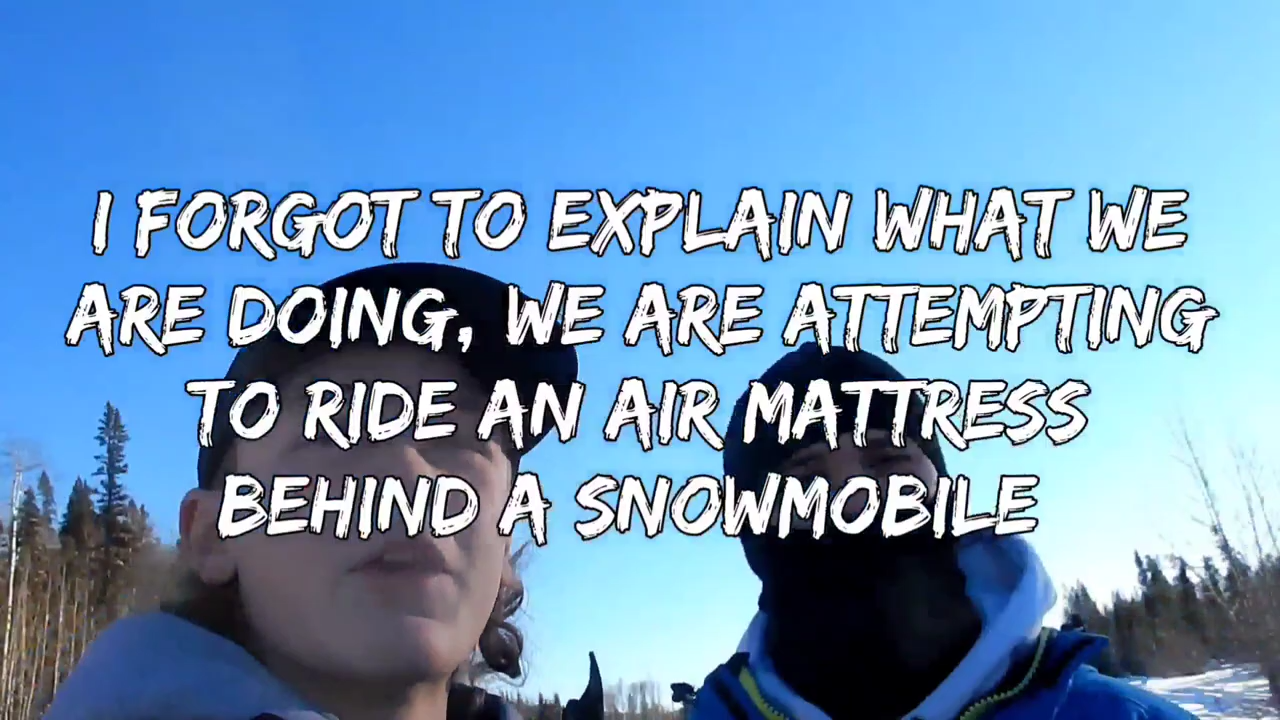 I FORGOT TO EXPLAIN WHAT WE
ARE DOING, WE ARE ATTEMPTING
TO RIDE AN AIR MATTRESS
BEHIND A SNOWMOBILE